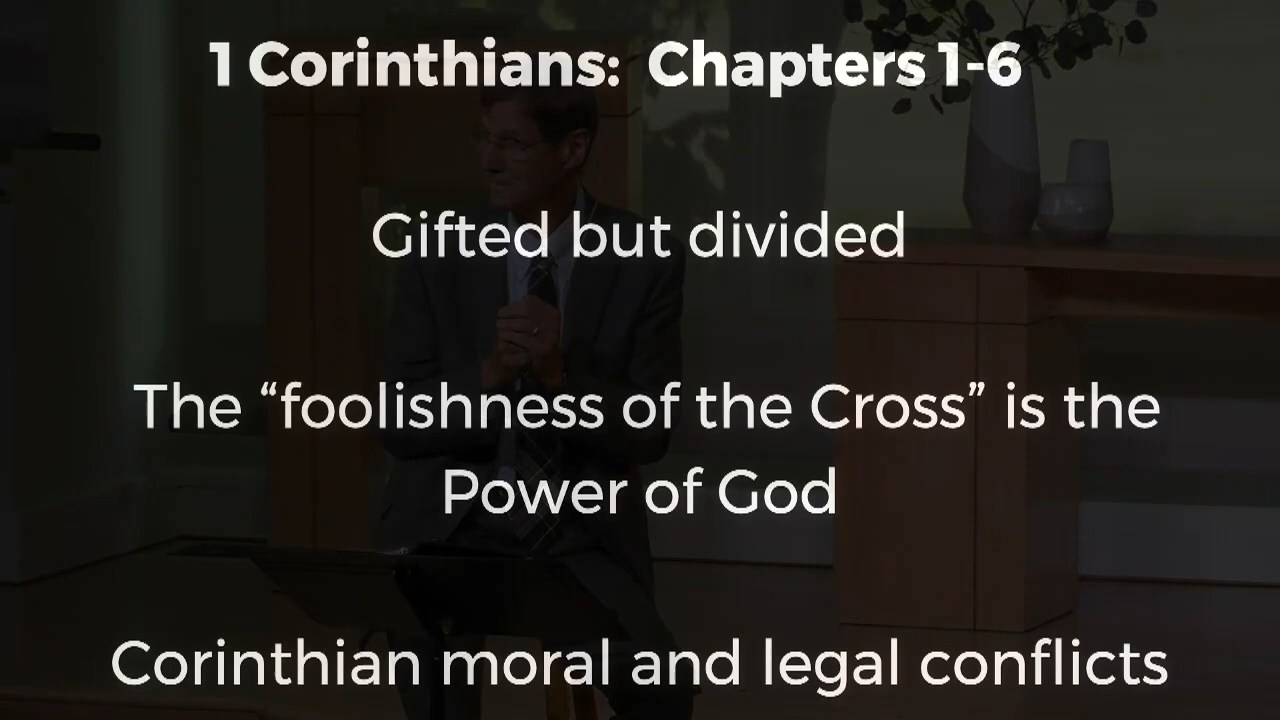 1 Corinthians: Chapters 1-6
Gifted but divided
The “foolishness of the Cross” is the
Power of God
Corinthian moral and legal conflicts